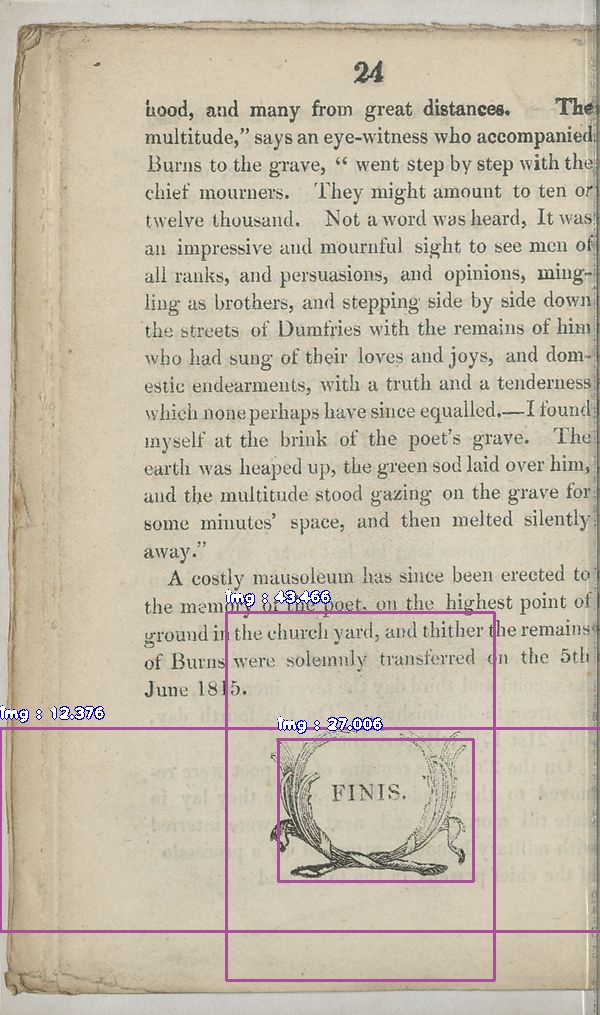 24
hood, and many from great distances. The
multitude,” says an eye-witness who accompanied
Burns to the grave, “ went step by step with the
chief mourners. They might amount to ten or
twelve thousand. Not a word was heard, It was
an impressive and mournful sight to see men of
all ranks, and persuasions, and opinions, ming-
ling as brothers, and stepping side by side down
the streets of Dumfries with the remains of him
who had sung of their loves and joys, and dom-
estic endearments, with a truth and a tenderness
which none perhaps have since equalled.—I found
myself at the brink of the poet’s grave. The
earth was heaped up, the green sod laid over him,
and the multitude stood gazing on the grave for
some minutes’ space, and then melted silently
away.”
A costly mausoleum has since been erected to
img : 43.466
the memory of the poet, on the highest point of
ground in the church yard, and thither the remains
of Burns were solemnly transferred on the 5th
June 1815.
img : 12.376
img : 27.006
FINIS.